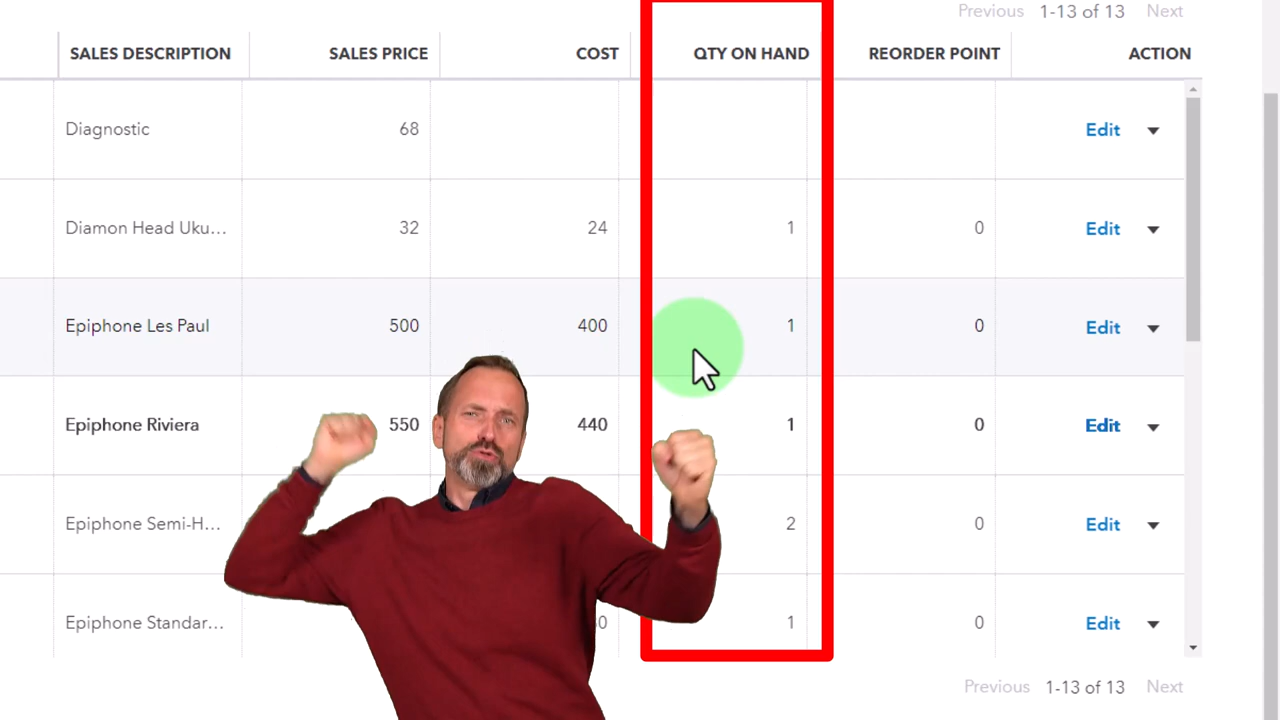 Previous 1-13 of 13 Next
SALES DESCRIPTION SALES PRICE COST QTY ON HAND REORDER POINT ACTION
Diagnostic 68 Edit
Diamon Head Uku... 32 24 1 0 Edit
Epiphone Les Paul 500 400 1 0 Edit
Epiphone Riviera 550 440 1 0 Edit
Epiphone Semi-H... 2 0 Edit
Epiphone Standar... 1 0 Edit
Previous 1-13 of 13 Next